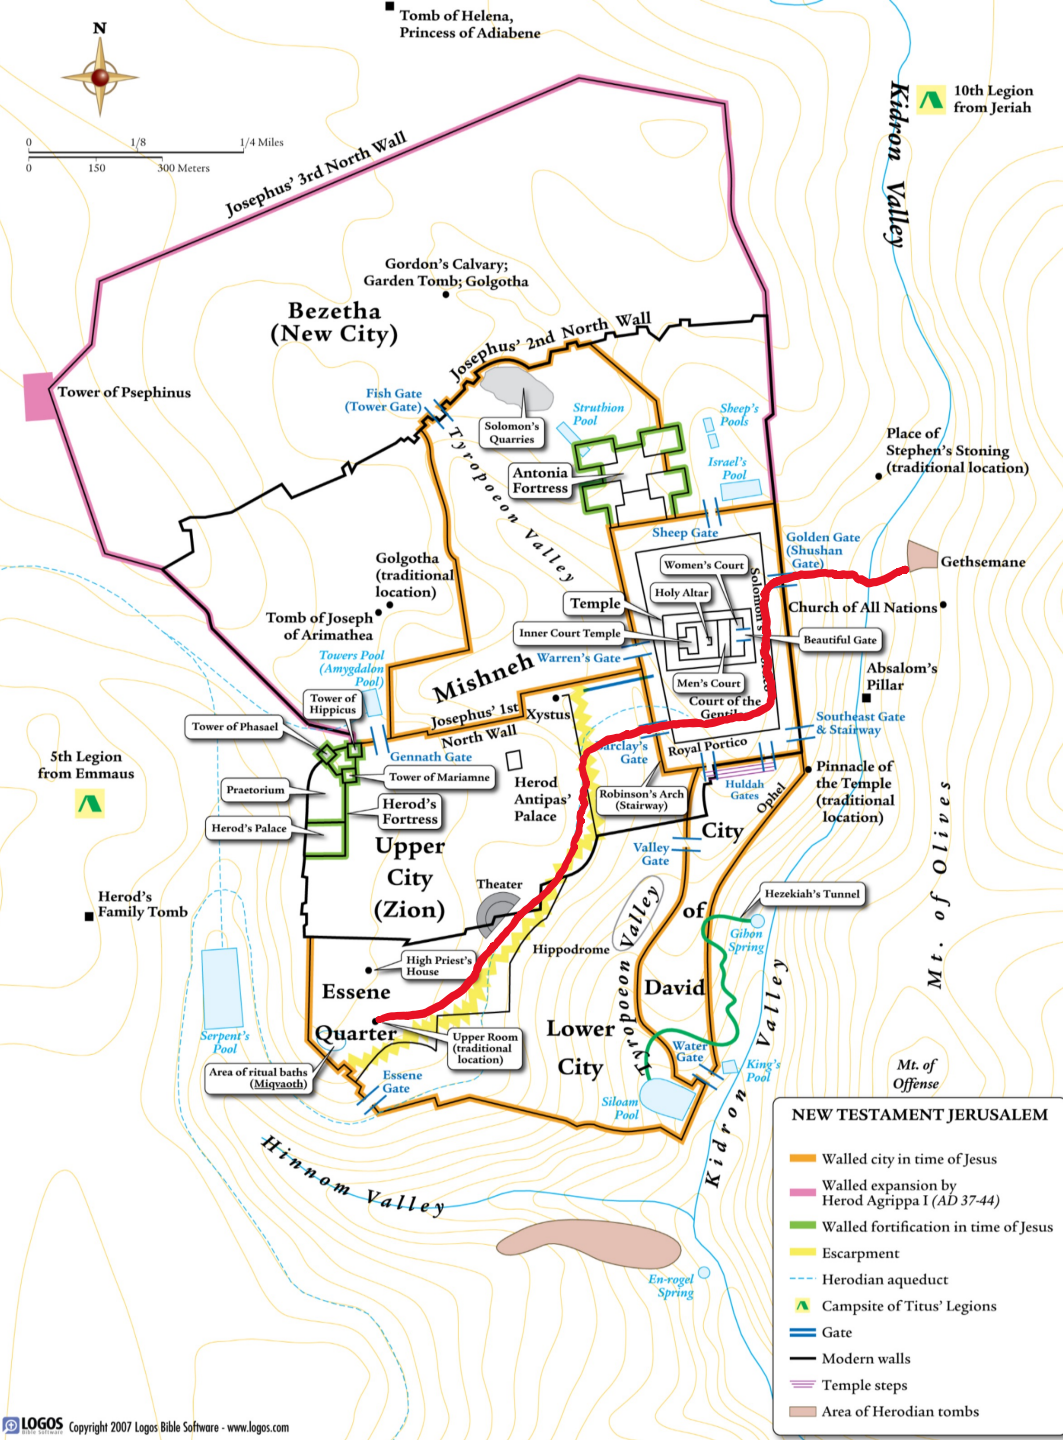 Tomb of Helena,
Princess of Adiabene
N
0 1/8 1/4 Miles
0 150 300 Meters
10th Legion
from Jeriah
Kidron Valley
Josephus' 3rd North Wall
Gordon's Calvary;
Garden Tomb; Golgotha
Bezetha
(New City)
Josephus' 2nd North Wall
Tower of Psephinus
Fish Gate
(Tower Gate)
Solomon's
Quarries
Struthion
Pool
Sheep's
Pools
Place of
Stephen's Stoning
(traditional location)
Tyropoeon Valley
Antonia
Fortress
Israel's
Pool
Sheep Gate
Golden Gate
(Shushan
Gate)
Gethsemane
Golgotha
(traditional
location)
Women's Court
Holy Altar
Solomon's
Temple
Tomb of Joseph
of Arimathea
Church of All Nations
Inner Court Temple
Beautiful Gate
Warren's Gate
Towers Pool
(Amygdalon
Pool)
Mishneh
Men's Court
Absalom's
Pillar
Tower of
Hippicus
Court of the
Tower of Phasael
Josephus' 1st
North Wall
Xystus
Southeast Gate
& Stairway
Gennath Gate
Royal Portico
5th Legion
from Emmaus
Tower of Mariamne
Herod
Antipas'
Palace
Robinson's Arch
(Stairway)
Huldah
Gates
Ophel
Pinnacle of
the Temple
(traditional
location)
Praetorium
Herod's
Fortress
Herod's Palace
Upper
City
(Zion)
Valley
Gate
City
of
David
Mt. of Olives
Theater
Hezekiah's Tunnel
Herod's
Family Tomb
Gihon
Spring
Tyropoeon Valley
Hippodrome
High Priest's
House
Essene
Quarter
Serpent's
Pool
Upper Room
(traditional
location)
Lower
City
Water
Gate
King's
Pool
Kidron Valley
Mt. of
Offense
Area of ritual baths
(Miqvaoth)
Essene
Gate
Siloam
Pool
Hinnom Valley
En-rogel
Spring
NEW TESTAMENT JERUSALEM
Walled city in time of Jesus
Walled expansion by
Herod Agrippa I (AD 37-44)
Walled fortification in time of Jesus
Escarpment
Herodian aqueduct
Campsite of Titus' Legions
Gate
Modern walls
Temple steps
Area of Herodian tombs
LOGOS
Bible Software
Copyright 2007 Logos Bible Software - www.logos.com